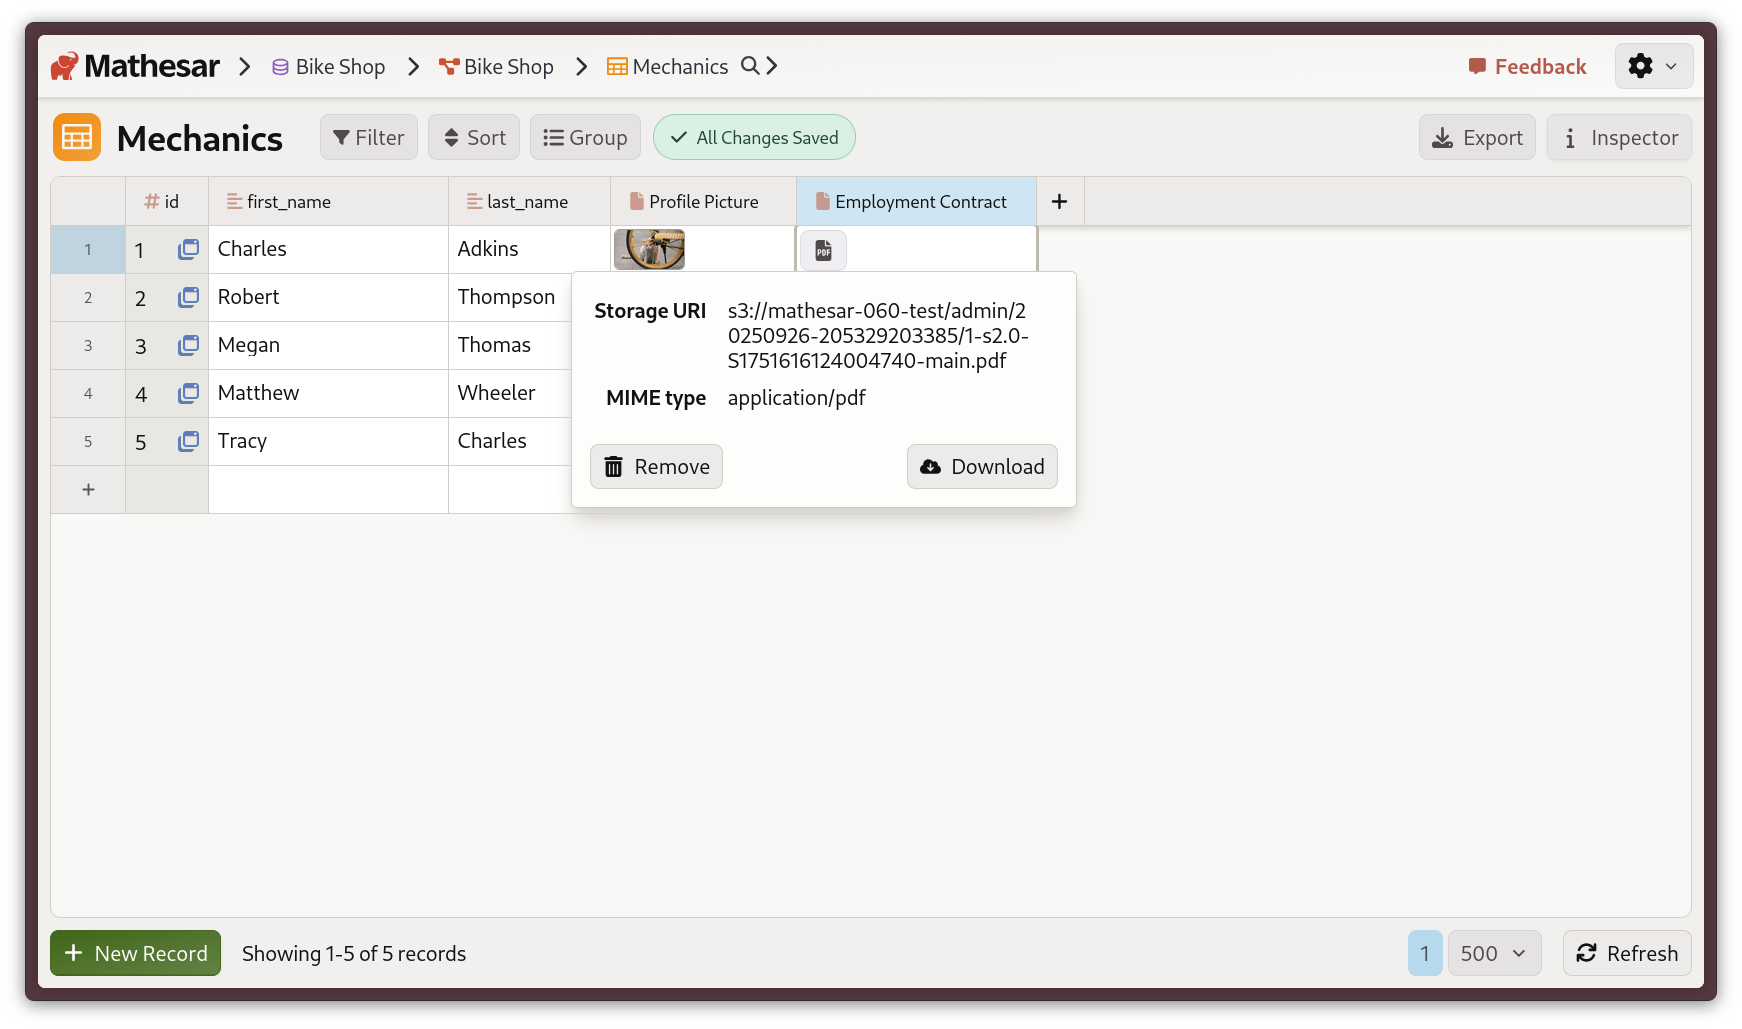 Mathesar > Bike Shop > Bike Shop > Mechanics >
Feedback
Mechanics Filter Sort Group All Changes Saved Export Inspector
# id first_name last_name Profile Picture Employment Contract +
1 1 Charles Adkins PDF
2 2 Robert Thompson
3 3 Megan Thomas
4 4 Matthew Wheeler
5 5 Tracy Charles
+
Storage URI s3://mathesar-060-test/admin/2
0250926-205329203385/1-s2.0-
S1751616124004740-main.pdf
MIME type application/pdf
Remove Download
+ New Record Showing 1-5 of 5 records 1 500 Refresh